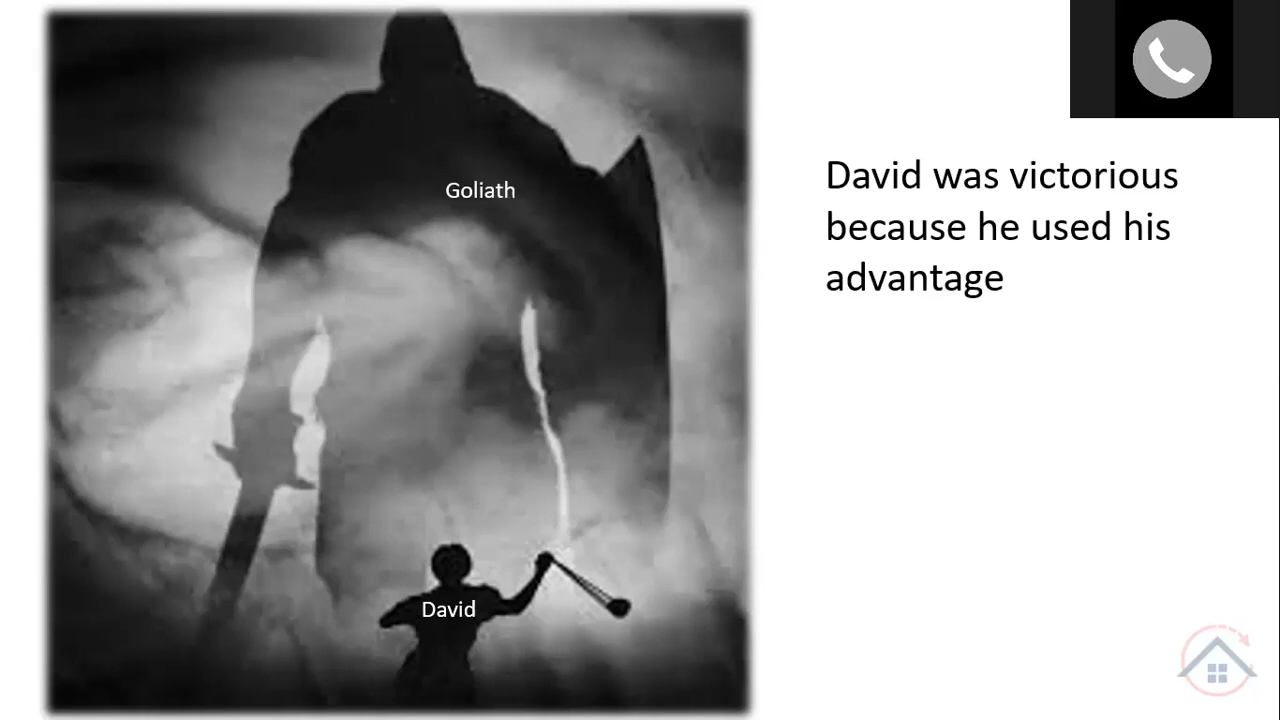 Goliath
David
David was victorious
because he used his
advantage